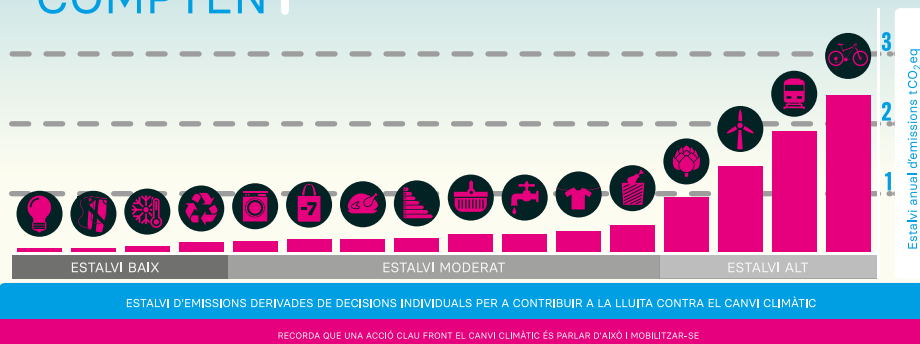 COMPTEN
3
2
1
Estalvi anual d'emissions tCO₂eq
-7
ESTALVI BAIX
ESTALVI MODERAT
ESTALVI ALT
ESTALVI D'EMISSIONS DERIVADES DE DECISIONS INDIVIDUALS PER A CONTRIBUIR A LA LLUITA CONTRA EL CANVI CLIMÀTIC
RECORDA QUE UNA ACCIÓ CLAU FRONT EL CANVI CLIMÀTIC ÉS PARLAR D'AIXÒ I MOBILITZAR-SE